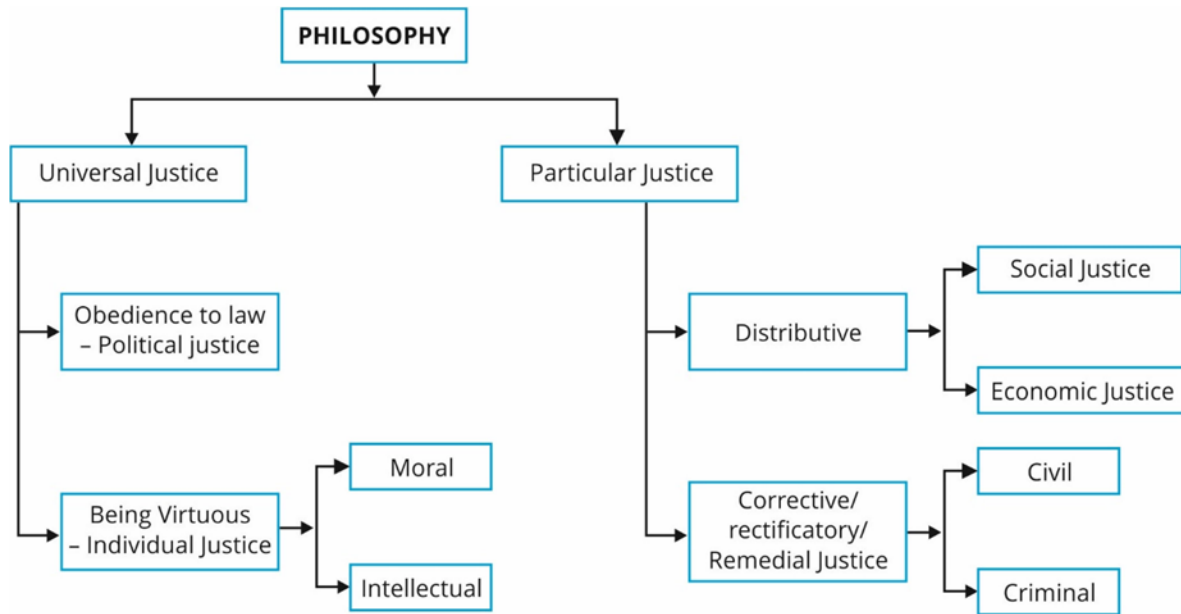 PHILOSOPHY
Universal Justice
Particular Justice
Obedience to law
– Political justice
Being Virtuous
– Individual Justice
Moral
Intellectual
Distributive
Social Justice
Economic Justice
Corrective/
rectificatory/
Remedial Justice
Civil
Criminal